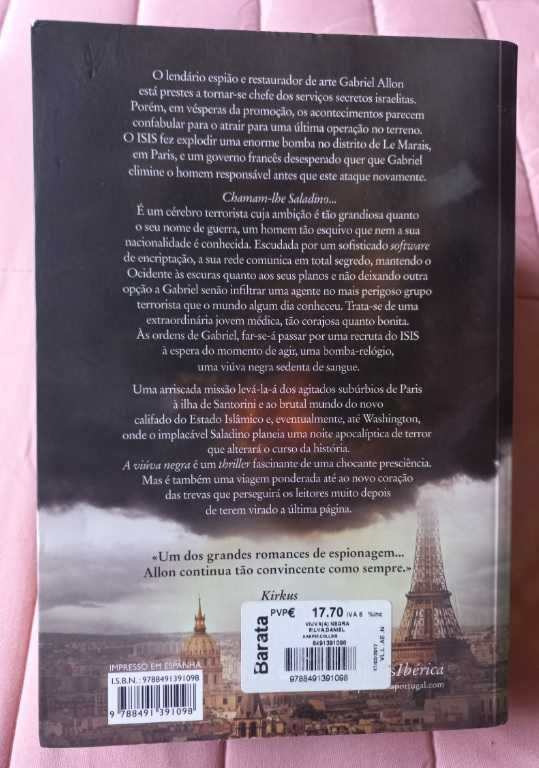 O lendário espião e restaurador de arte Gabriel Allon
está prestes a tornar-se chefe dos serviços secretos israelitas.
Porém, em vésperas da promoção, os acontecimentos parecem
confabular para o atrair para uma última operação no terreno.
O ISIS fez explodir uma enorme bomba no distrito de Le Marais,
em Paris, e um governo francês desesperado quer que Gabriel
elimine o homem responsável antes que este ataque novamente.
Chamam-lhe Saladino...
É um cérebro terrorista cuja ambição é tão grandiosa quanto
o seu nome de guerra, um homem tão esquivo que nem a sua
nacionalidade é conhecida. Escudada por um sofisticado software
de encriptação, a sua rede comunica em total segredo, mantendo o
Ocidente às escuras quanto aos seus planos e não deixando outra
opção a Gabriel senão infiltrar uma agente no mais perigoso grupo
terrorista que o mundo algum dia conheceu. Trata-se de uma
extraordinária jovem médica, tão corajosa quanto bonita.
Às ordens de Gabriel, far-se-á passar por uma recruta do ISIS
à espera do momento de agir, uma bomba-relógio,
uma viúva negra sedenta de sangue.
Uma arriscada missão levá-la-á dos agitados subúrbios de Paris
à ilha de Santorini e ao brutal mundo do novo
califado do Estado Islâmico e, eventualmente, até Washington,
onde o implacável Saladino planeia uma noite apocalíptica de terror
que alterará o curso da história.
A viúva negra é um thriller fascinante de uma chocante presciência.
Mas é também uma viagem ponderada até ao novo coração
das trevas que perseguirá os leitores muito depois
de terem virado a última página.
«Um dos grandes romances de espionagem...
Allon continua tão convincente como sempre.»
Kirkus
Barata
PVP€ 17.70 IVA 6 %inc
VIUVA(A) NEGRA
SILVA,DANIEL
HARPER COLLINS
8491391098
9788491391098
sIbérica
portugal.com
IMPRESSO EM ESPANHA
I.S.B.N.: 9788491391098
9 788491 391098